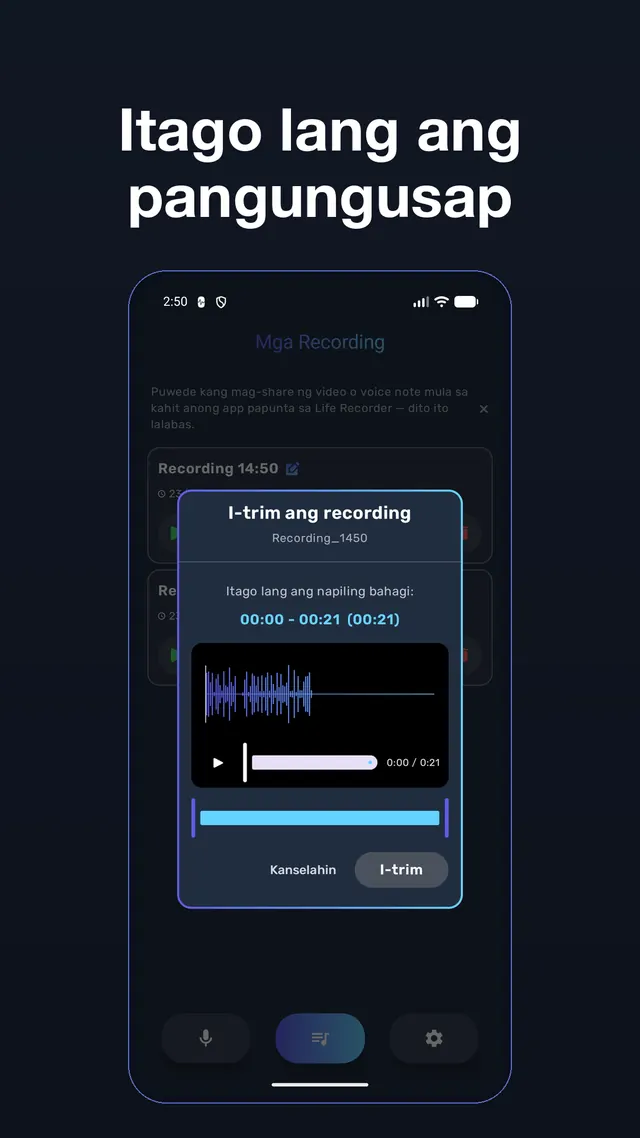 Itago lang ang
pangungusap
2:50
Mga Recording
Puwede kang mag-share ng video o voice note mula sa
kahit anong app papunta sa Life Recorder — dito ito
lalabas.
Recording 14:50
23
I-trim ang recording
Recording_1450
Itago lang ang napiling bahagi:
00:00 - 00:21 (00:21)
Re
0:00 / 0:21
Kanselahin
I-trim